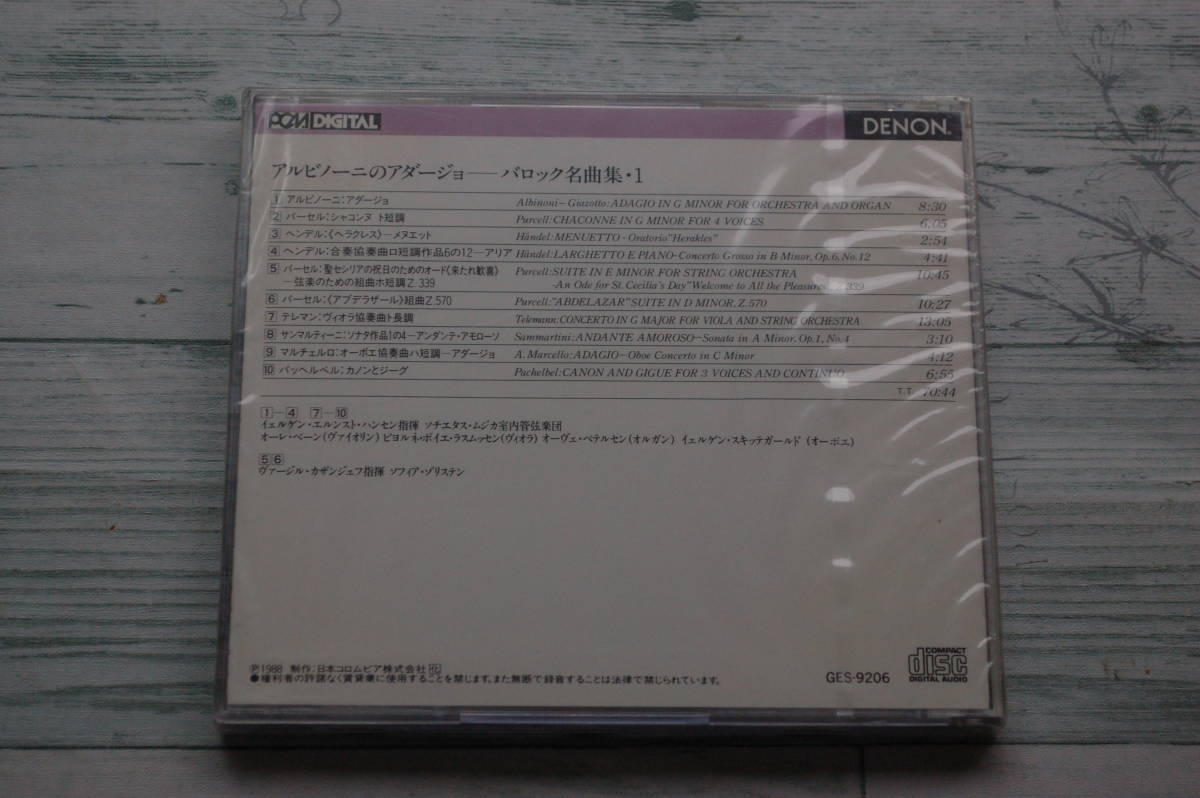 PCM DIGITAL
DENON
アルビノーニのアダージョ——バロック名曲集・1
1 アルビノーニ:アダージョ Albinoni–Giazotto:ADAGIO IN G MINOR FOR ORCHESTRA AND ORGAN 8:30
2 パーセル:シャコンヌ ト短調 Purcell:CHACONNE IN G MINOR FOR 4 VOICES 6:05
3 ヘンデル:《ヘラクレス》—メヌエット Händel:MENUETTO–Oratorio"Herakles" 2:54
4 ヘンデル:合奏協奏曲ロ短調作品6の12—アリア Händel:LARGHETTO E PIANO–Concerto Grosso in B Minor, Op.6, No.12 4:41
5 パーセル:聖セシリアの祝日のためのオード《来たれ歓喜》 Purcell:SUITE IN E MINOR FOR STRING ORCHESTRA 10:45
—弦楽のための組曲ホ短調Z.339 -An Ode for St. Cecilia's Day"Welcome to All the Pleasures" Z.339
6 パーセル:《アブデラザール》組曲Z.570 Purcell:"ABDELAZAR"SUITE IN D MINOR, Z.570 10:27
7 テレマン:ヴィオラ協奏曲ト長調 Telemann:CONCERTO IN G MAJOR FOR VIOLA AND STRING ORCHESTRA 13:05
8 サンマルティーニ:ソナタ作品1の4—アンダンテ・アモローソ Sammartini:ANDANTE AMOROSO–Sonata in A Minor, Op.1, No.4 3:10
9 マルチェルロ:オーボエ協奏曲ハ短調—アダージョ A. Marcello:ADAGIO–Oboe Concerto in C Minor 4:12
10 パッヘルベル:カノンとジーグ Pachelbel:CANON AND GIGUE FOR 3 VOICES AND CONTINUO 6:55
T.T. 70:44
1—4 7—10
イェルゲン・エルンスト・ハンセン指揮 ソチエタス・ムジカ室内管弦楽団
オーレ・ベーン(ヴァイオリン) ビヨルネ・ボイエ・ラスムッセン(ヴィオラ) オーヴェ・ペテルセン(オルガン) イェルゲン・スキッテガールド (オーボエ)
5 6
ヴァージル・カザンジェフ指揮 ソフィア・ゾリステン
Ⓟ1988 制作:日本コロムビア株式会社
●権利者の許諾なく賃貸業に使用することを禁じます。また無断で録音することは法律で禁じられています。
GES-9206
COMPACT
disc
DIGITAL AUDIO